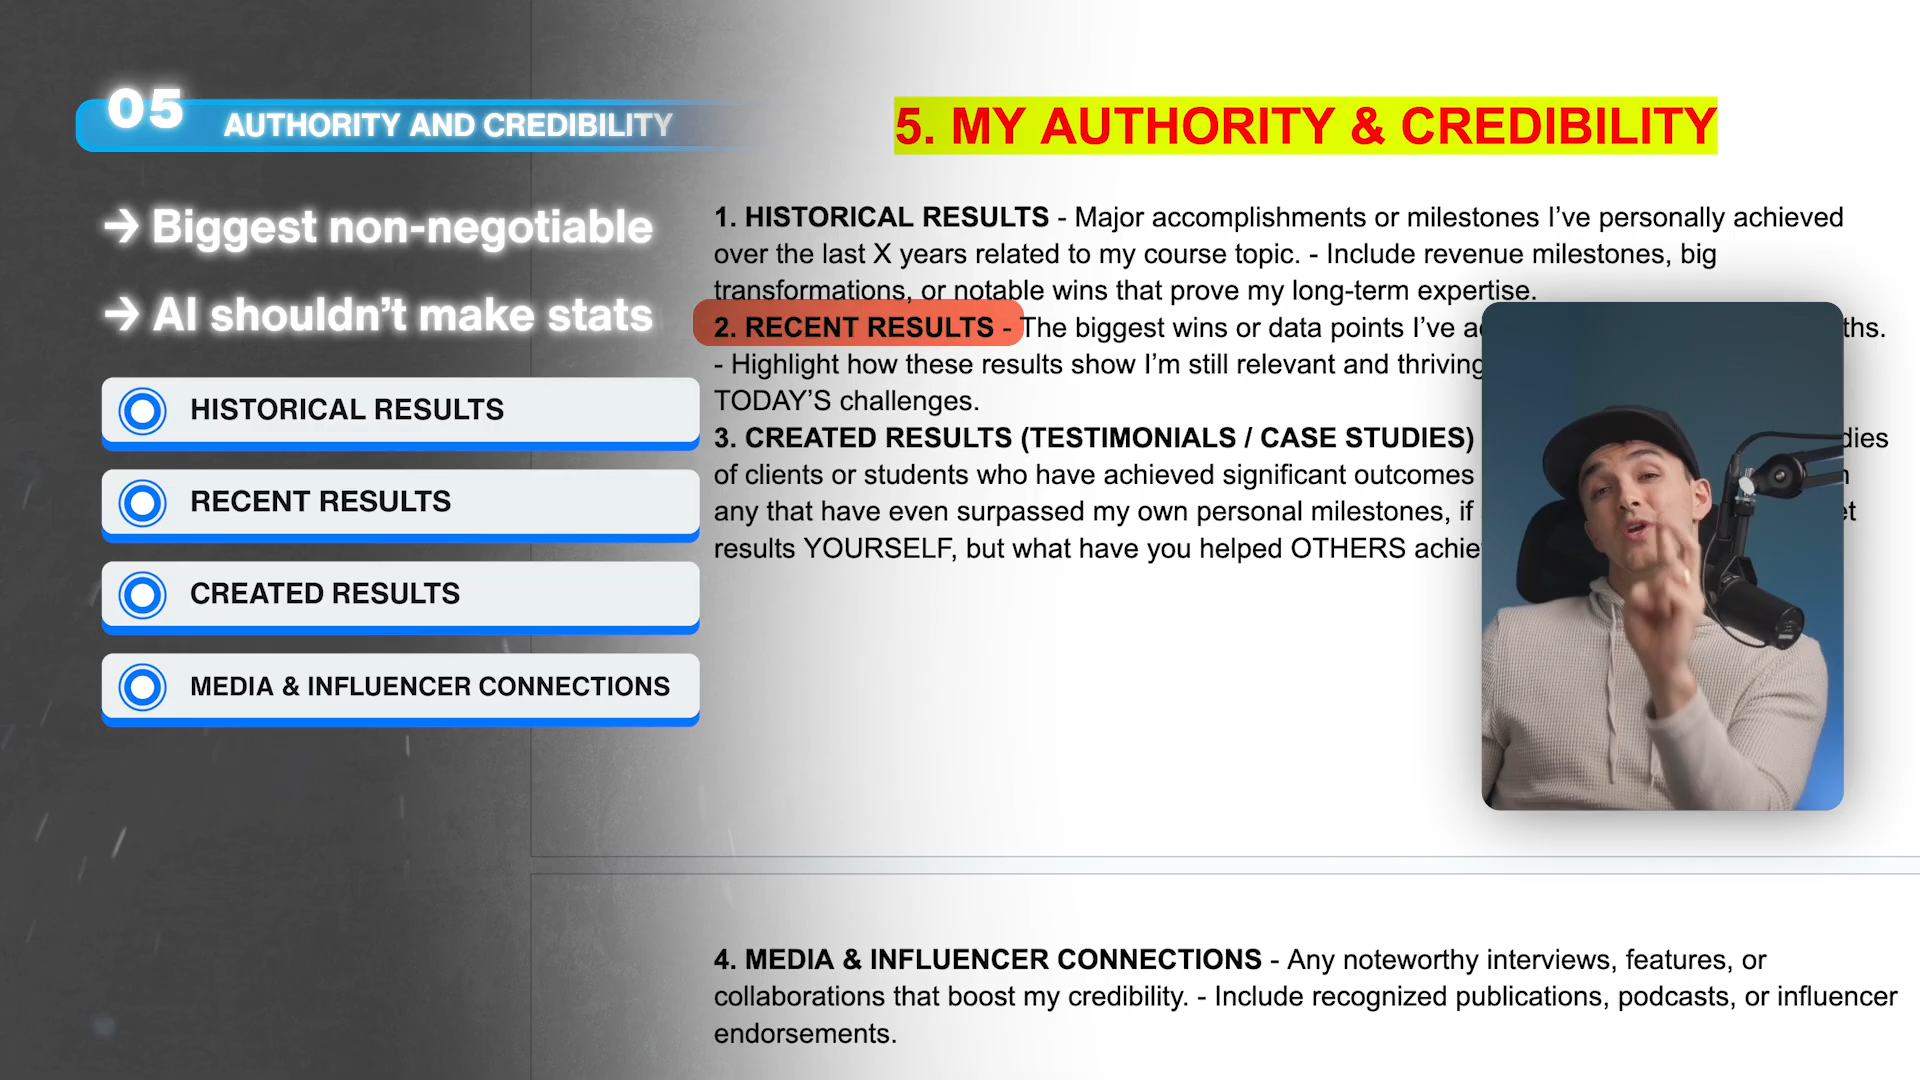 05 AUTHORITY AND CREDIBILITY
→ Biggest non-negotiable
→ AI shouldn't make stats
HISTORICAL RESULTS
RECENT RESULTS
CREATED RESULTS
MEDIA & INFLUENCER CONNECTIONS
5. MY AUTHORITY & CREDIBILITY
1. HISTORICAL RESULTS - Major accomplishments or milestones I've personally achieved
over the last X years related to my course topic. - Include revenue milestones, big
transformations, or notable wins that prove my long-term expertise.
2. RECENT RESULTS - The biggest wins or data points I've
- Highlight how these results show I'm still relevant and thriving
TODAY'S challenges.
3. CREATED RESULTS (TESTIMONIALS / CASE STUDIES)
of clients or students who have achieved significant outcomes
any that have even surpassed my own personal milestones, if
results YOURSELF, but what have you helped OTHERS
4. MEDIA & INFLUENCER CONNECTIONS - Any noteworthy interviews, features, or
collaborations that boost my credibility. - Include recognized publications, podcasts, or influencer
endorsements.